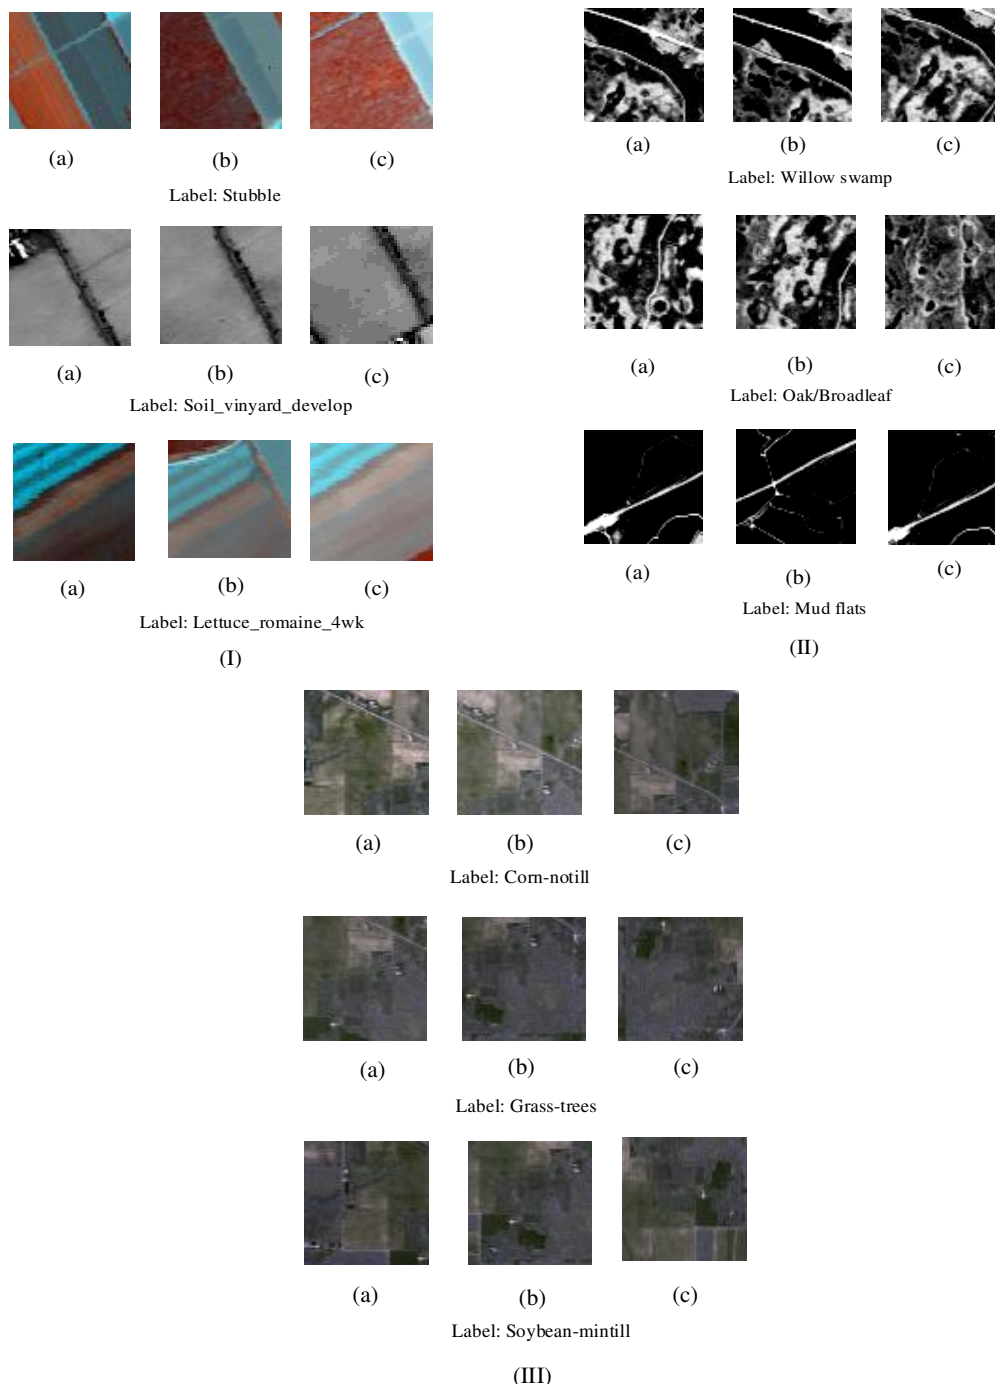 (a) (b) (c)
Label: Stubble
(a) (b) (c)
Label: Soil_vinyard_develop
(a) (b) (c)
Label: Lettuce_romaine_4wk
(I)
(a) (b) (c)
Label: Willow swamp
(a) (b) (c)
Label: Oak/Broadleaf
(a) (b) (c)
Label: Mud flats
(II)
(a) (b) (c)
Label: Corn-notill
(a) (b) (c)
Label: Grass-trees
(a) (b) (c)
Label: Soybean-mintill
(III)